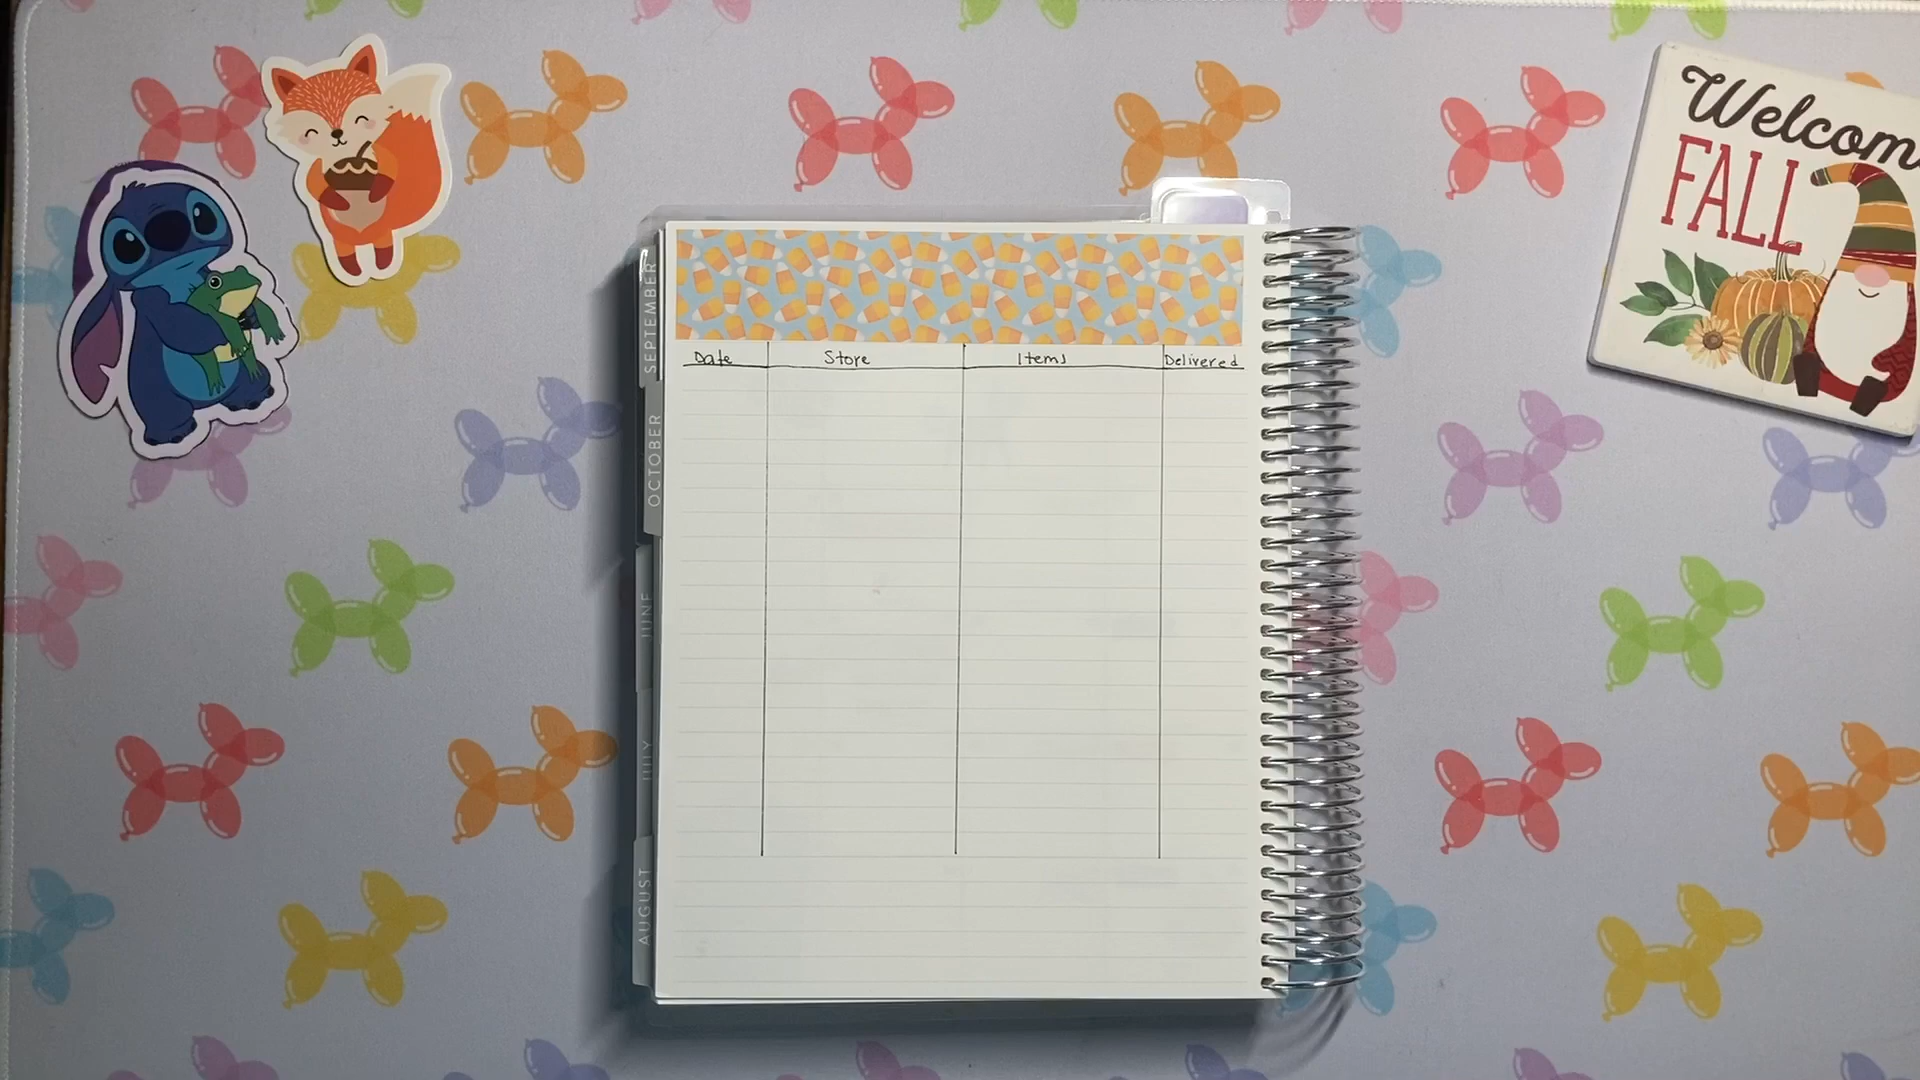 Welcom
FALL
Date Store Items Delivered
SEPTEMBER
OCTOBER
JUNE
JULY
AUGUST